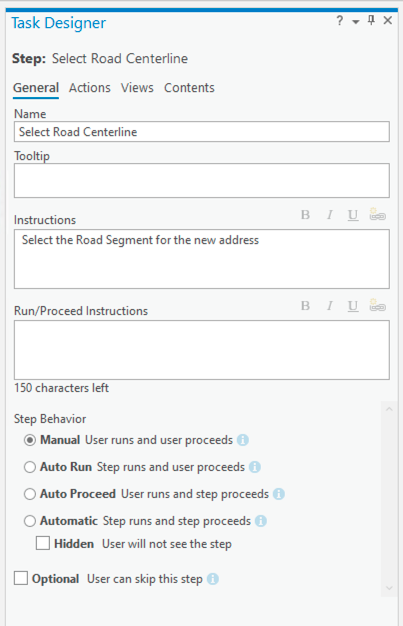 Task Designer ?
Step: Select Road Centerline
General Actions Views Contents
Name
Select Road Centerline
Tooltip
B I U
Instructions
Select the Road Segment for the new address
B I U
Run/Proceed Instructions
150 characters left
Step Behavior
Manual User runs and user proceeds
Auto Run Step runs and user proceeds
Auto Proceed User runs and step proceeds
Automatic Step runs and step proceeds
Hidden User will not see the step
Optional User can skip this step